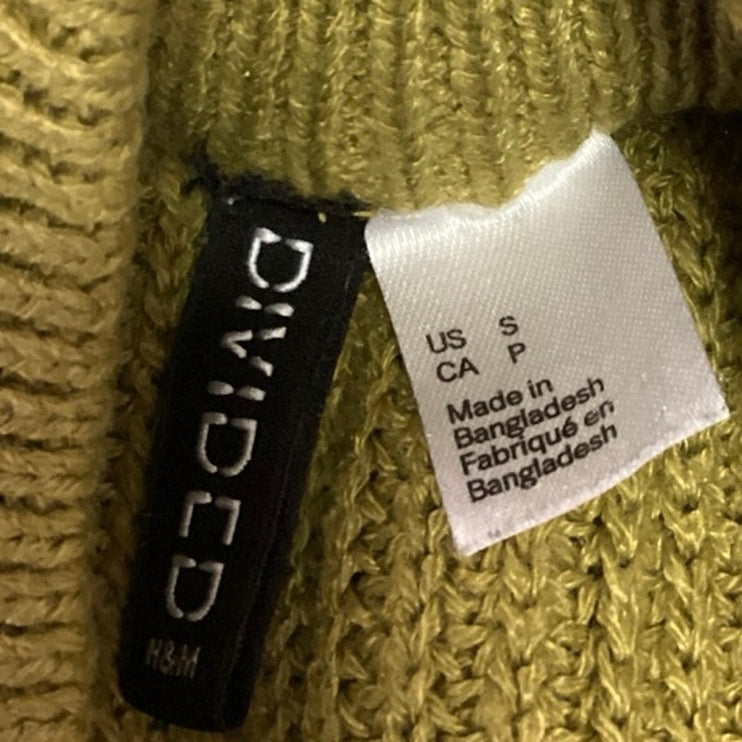 DIVIDED
H&M
US S
CA P
Made in
Bangladesh
Fabriqué en
Bangladesh